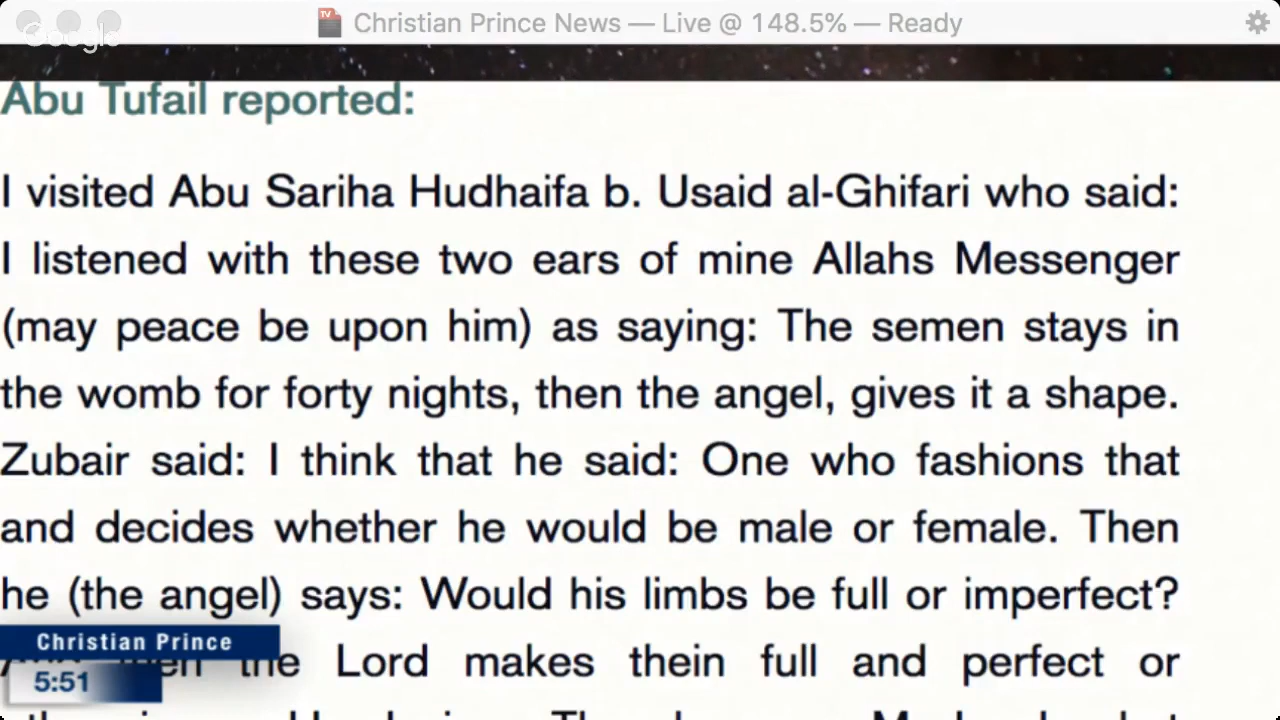 TV Christian Prince News — Live @ 148.5% — Ready
Google
Abu Tufail reported:
I visited Abu Sariha Hudhaifa b. Usaid al-Ghifari who said:
I listened with these two ears of mine Allahs Messenger
(may peace be upon him) as saying: The semen stays in
the womb for forty nights, then the angel, gives it a shape.
Zubair said: I think that he said: One who fashions that
and decides whether he would be male or female. Then
he (the angel) says: Would his limbs be full or imperfect?
the Lord makes thein full and perfect or
Christian Prince
5:51